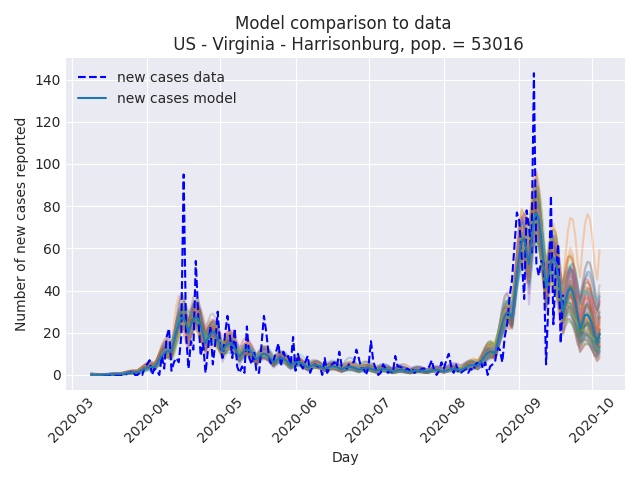 Model comparison to data
US - Virginia - Harrisonburg, pop. = 53016
new cases data
new cases model
Number of new cases reported
140
120
100
80
60
40
20
0
2020-03
2020-04
2020-05
2020-06
2020-07
2020-08
2020-09
2020-10
Day